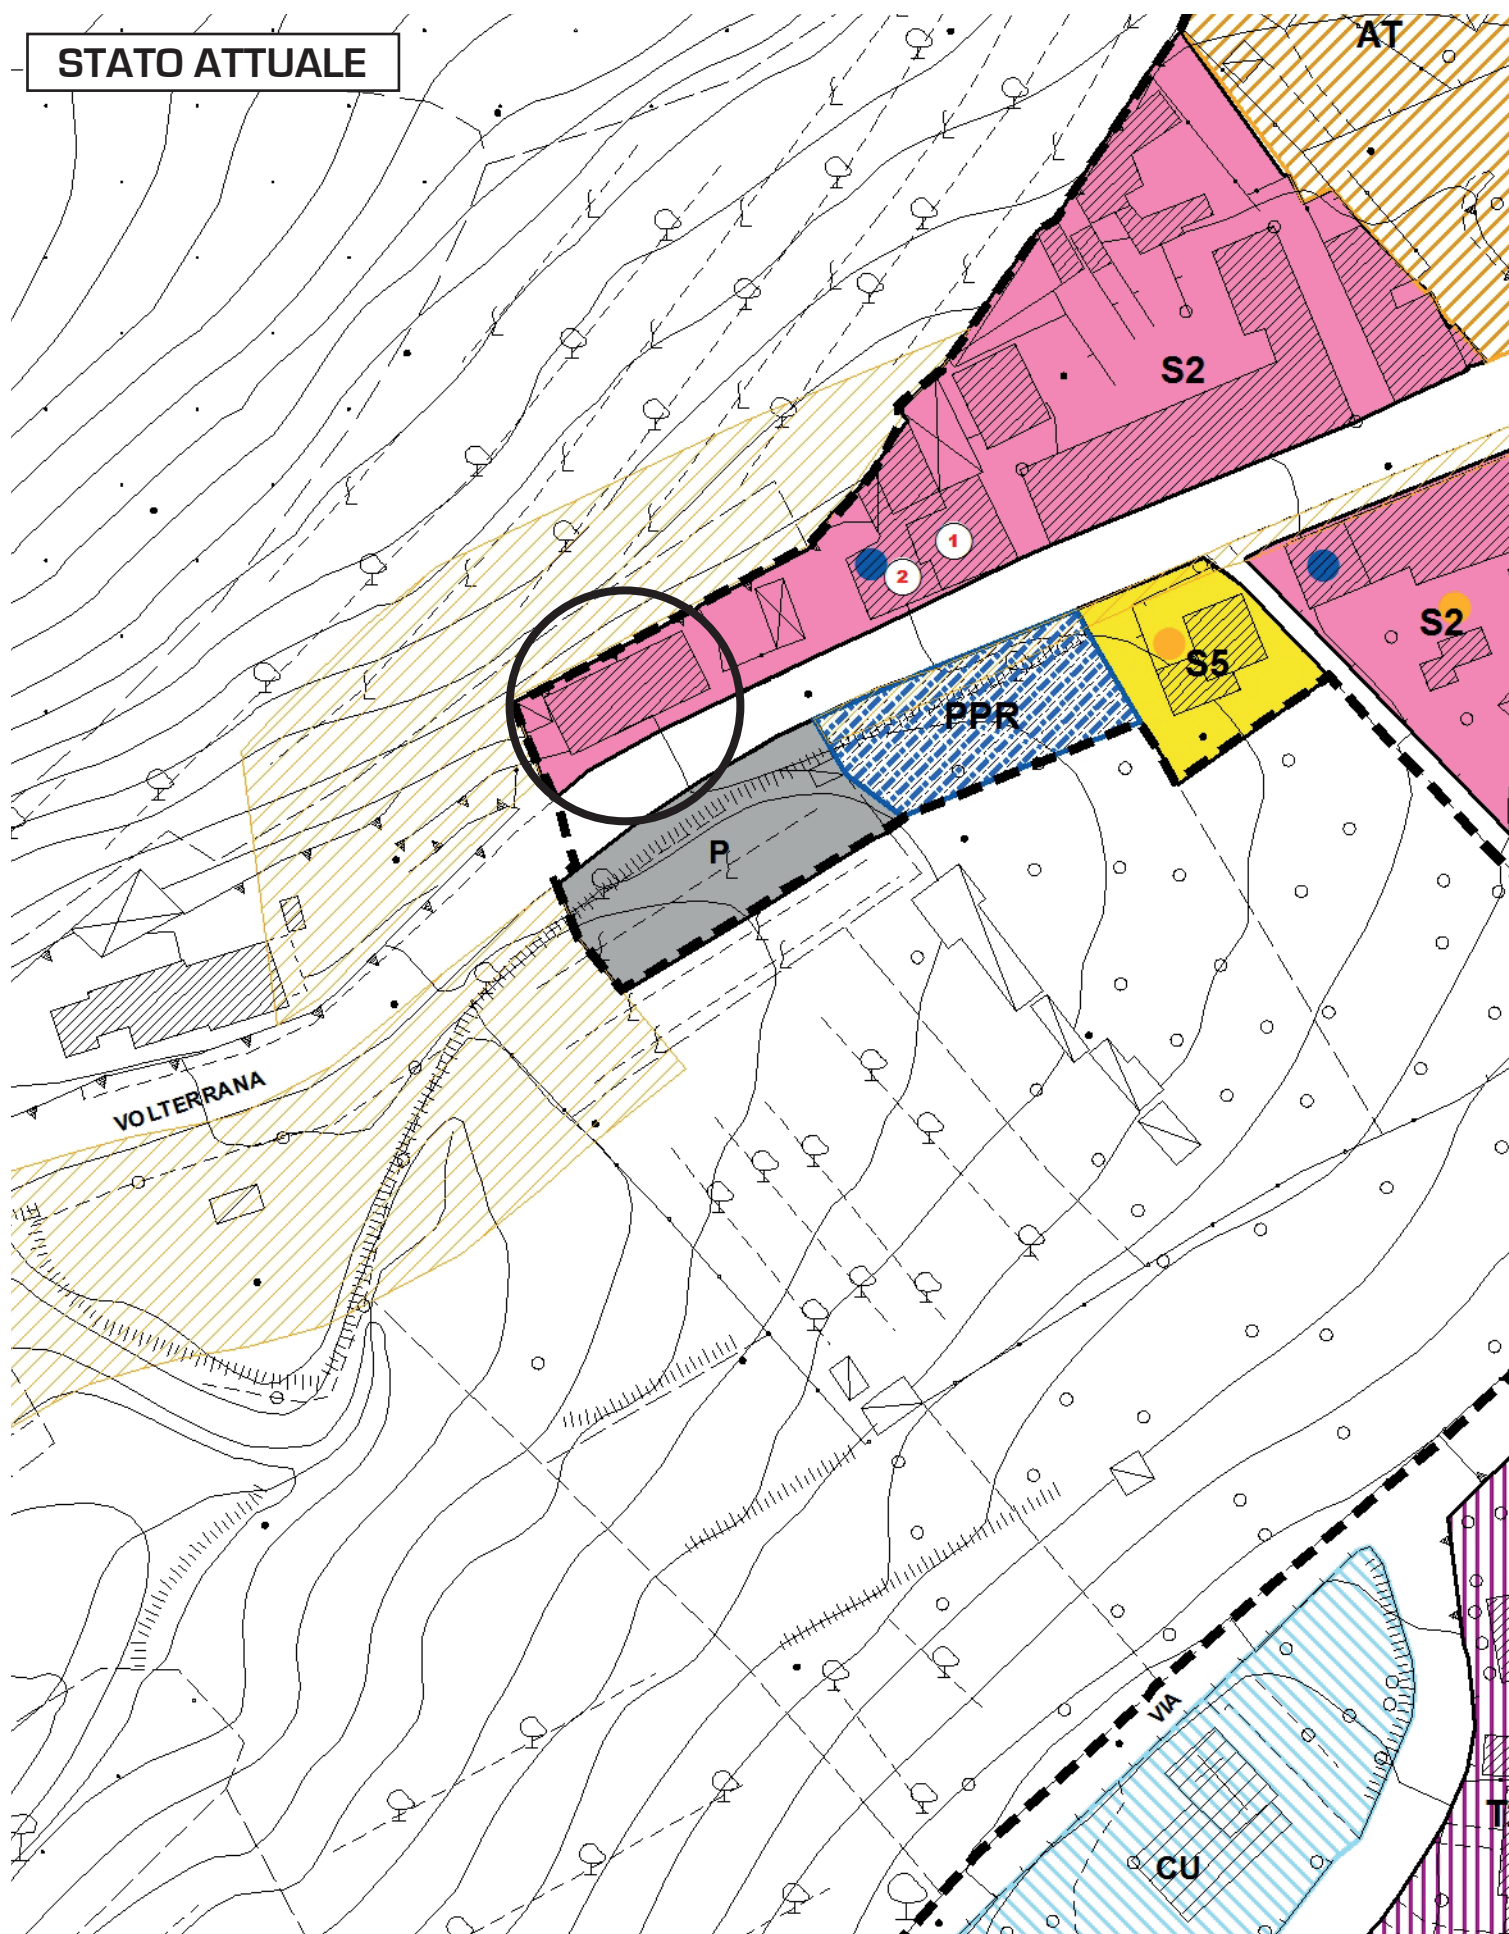 STATO ATTUALE
AT
S2
1
2
S2
S5
PPR
P
VOLTERRANA
VIA
T
CU